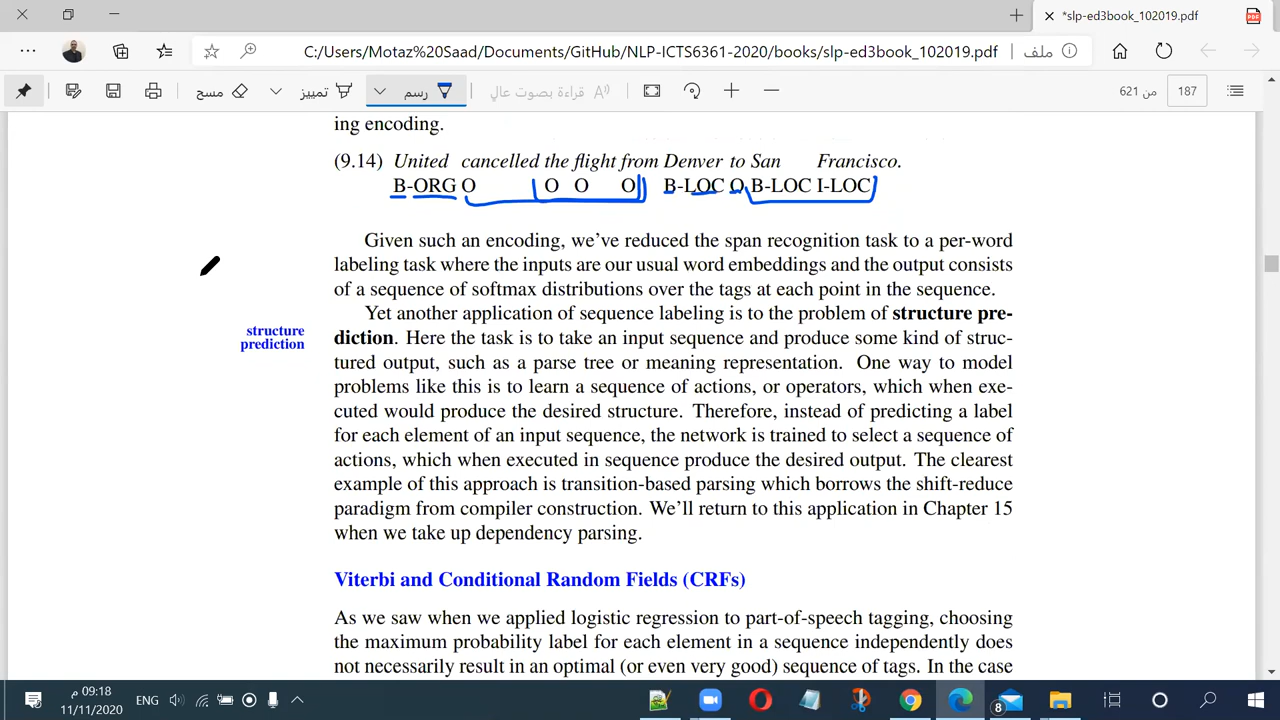 *slp-ed3book_102019.pdf
C:/Users/Motaz%20Saad/Documents/GitHub/NLP-ICTS6361-2020/books/slp-ed3book_102019.pdf
ملف
مسح
تمييز
رسم
قراءة بصوت عالٍ
من 621
187
ing encoding.
(9.14) United cancelled the flight from Denver to San Francisco.
B-ORG O O O O B-LOC O B-LOC I-LOC
Given such an encoding, we’ve reduced the span recognition task to a per-word
labeling task where the inputs are our usual word embeddings and the output consists
of a sequence of softmax distributions over the tags at each point in the sequence.
Yet another application of sequence labeling is to the problem of structure pre-
structure
prediction
diction. Here the task is to take an input sequence and produce some kind of struc-
tured output, such as a parse tree or meaning representation. One way to model
problems like this is to learn a sequence of actions, or operators, which when exe-
cuted would produce the desired structure. Therefore, instead of predicting a label
for each element of an input sequence, the network is trained to select a sequence of
actions, which when executed in sequence produce the desired output. The clearest
example of this approach is transition-based parsing which borrows the shift-reduce
paradigm from compiler construction. We’ll return to this application in Chapter 15
when we take up dependency parsing.
Viterbi and Conditional Random Fields (CRFs)
As we saw when we applied logistic regression to part-of-speech tagging, choosing
the maximum probability label for each element in a sequence independently does
not necessarily result in an optimal (or even very good) sequence of tags. In the case
09:18 م
11/11/2020
ENG
8